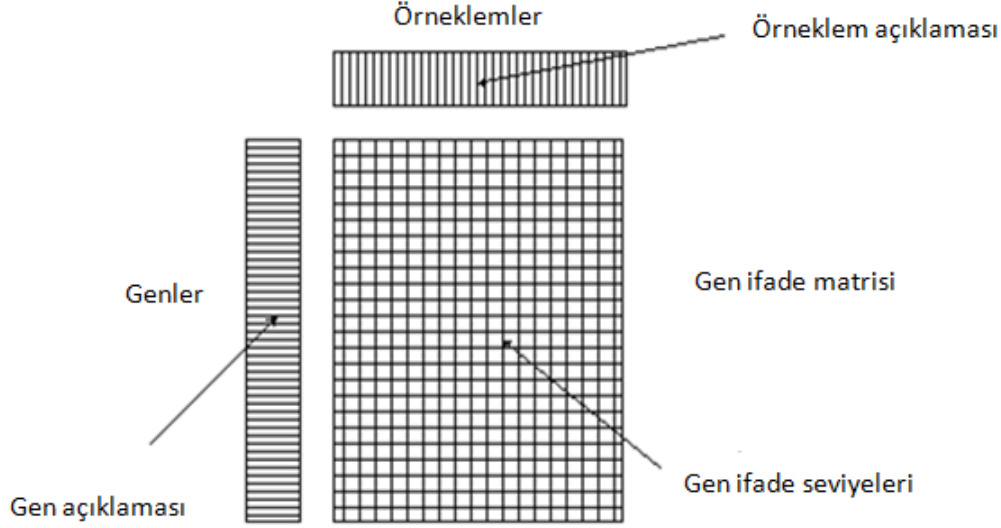 Örneklemler
Örneklem açıklaması
Genler
Gen ifade matrisi
Gen ifade seviyeleri
Gen açıklaması